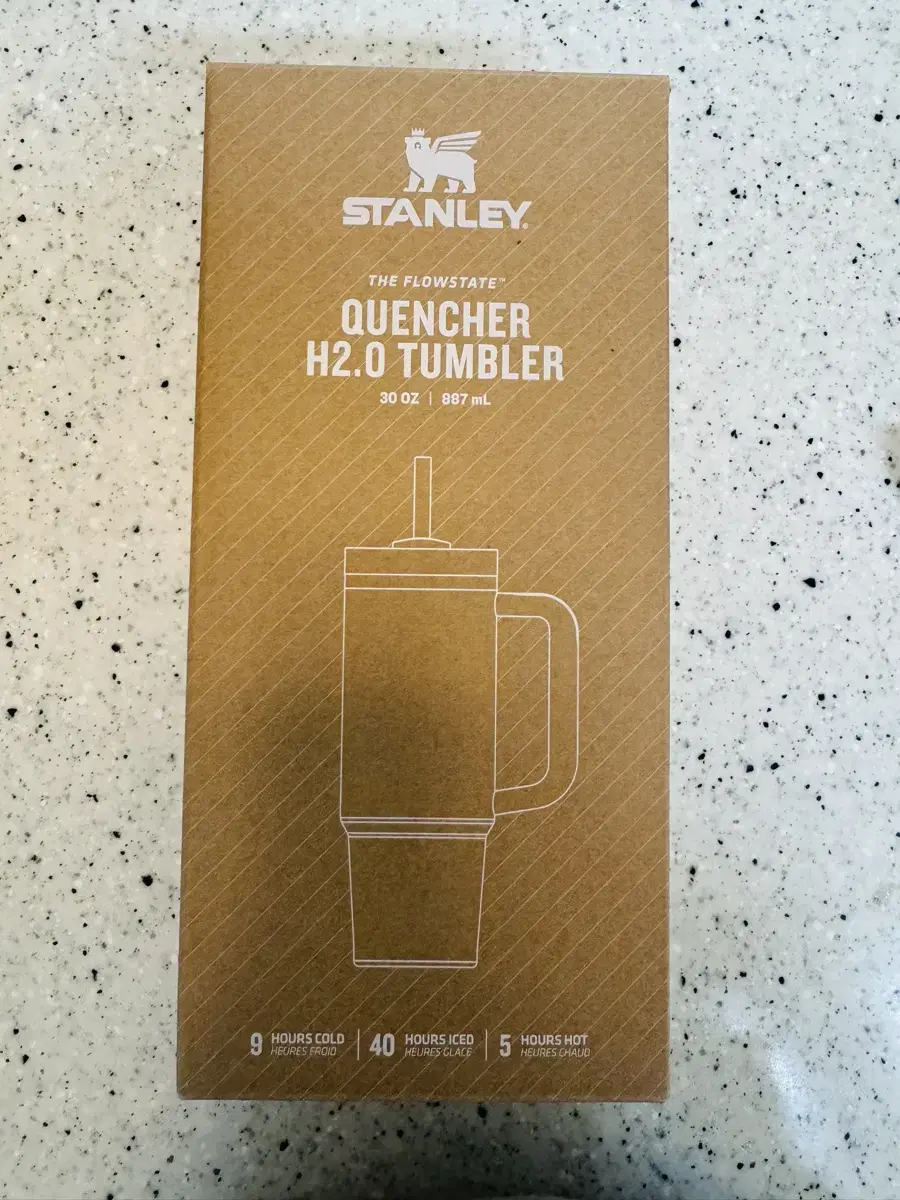 STANLEY®
THE FLOWSTATE™
QUENCHER
H2.0 TUMBLER
30 OZ | 887 mL
9 HOURS COLD HEURES FROID | 40 HOURS ICED HEURES GLACE | 5 HOURS HOT HEURES CHAUD